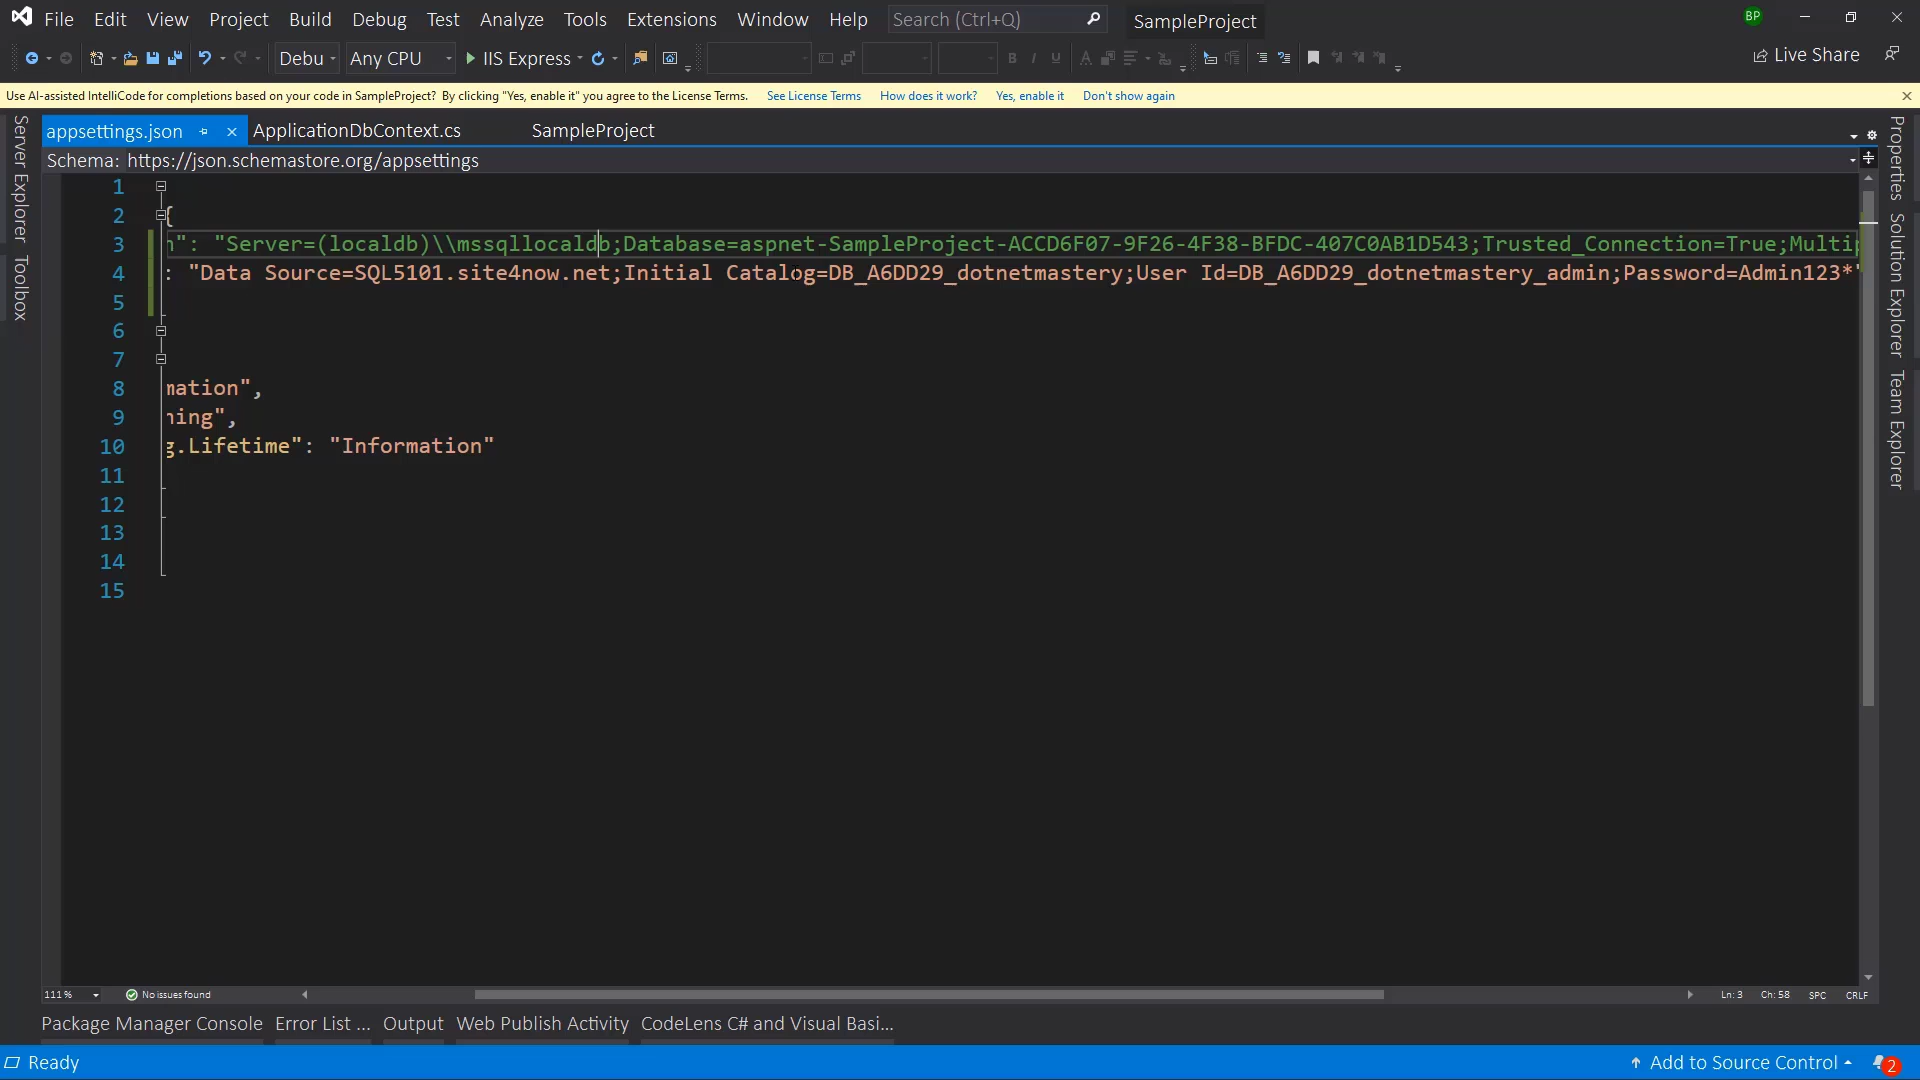 File Edit View Project Build Debug Test Analyze Tools Extensions Window Help Search (Ctrl+Q) SampleProject BP
Debu Any CPU IIS Express Live Share
Use AI-assisted IntelliCode for completions based on your code in SampleProject? By clicking "Yes, enable it" you agree to the License Terms. See License Terms How does it work? Yes, enable it Don't show again
Server Explorer
Toolbox
appsettings.json ApplicationDbContext.cs SampleProject
Schema: https://json.schemastore.org/appsettings
1
2 {
3 n": "Server=(localdb)\\mssqllocaldb;Database=aspnet-SampleProject-ACCD6F07-9F26-4F38-BFDC-407C0AB1D543;Trusted_Connection=True;Multip
4 : "Data Source=SQL5101.site4now.net;Initial Catalog=DB_A6DD29_dotnetmastery;User Id=DB_A6DD29_dotnetmastery_admin;Password=Admin123*"
5
6
7
8 mation",
9 ning",
10 g.Lifetime": "Information"
11
12
13
14
15
Properties
Solution Explorer
Team Explorer
111 % No issues found Ln: 3 Ch: 58 SPC CRLF
Package Manager Console Error List ... Output Web Publish Activity CodeLens C# and Visual Basi...
Ready Add to Source Control 2